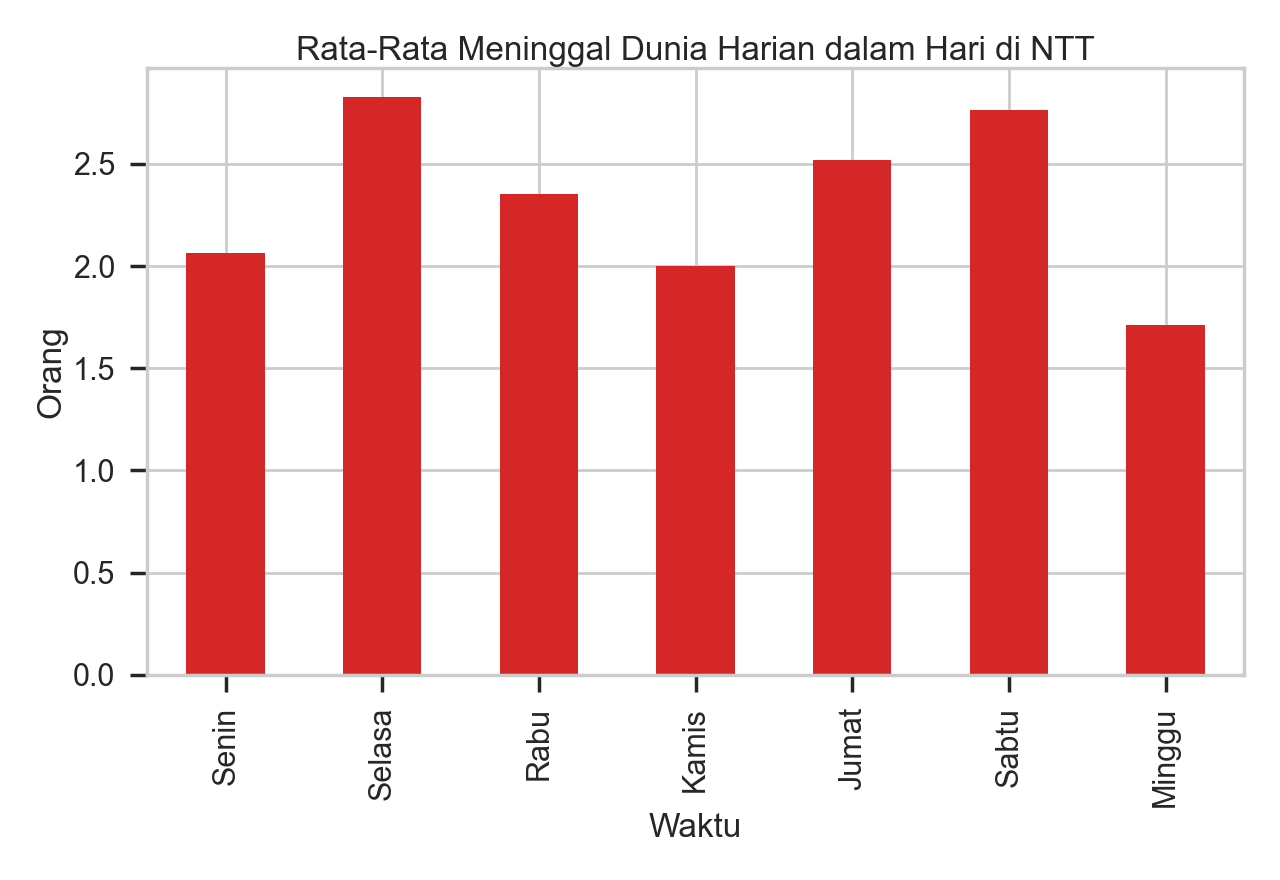 Rata-Rata Meninggal Dunia Harian dalam Hari di NTT
Orang
2.5
2.0
1.5
1.0
0.5
0.0
Senin
Selasa
Rabu
Kamis
Jumat
Sabtu
Minggu
Waktu